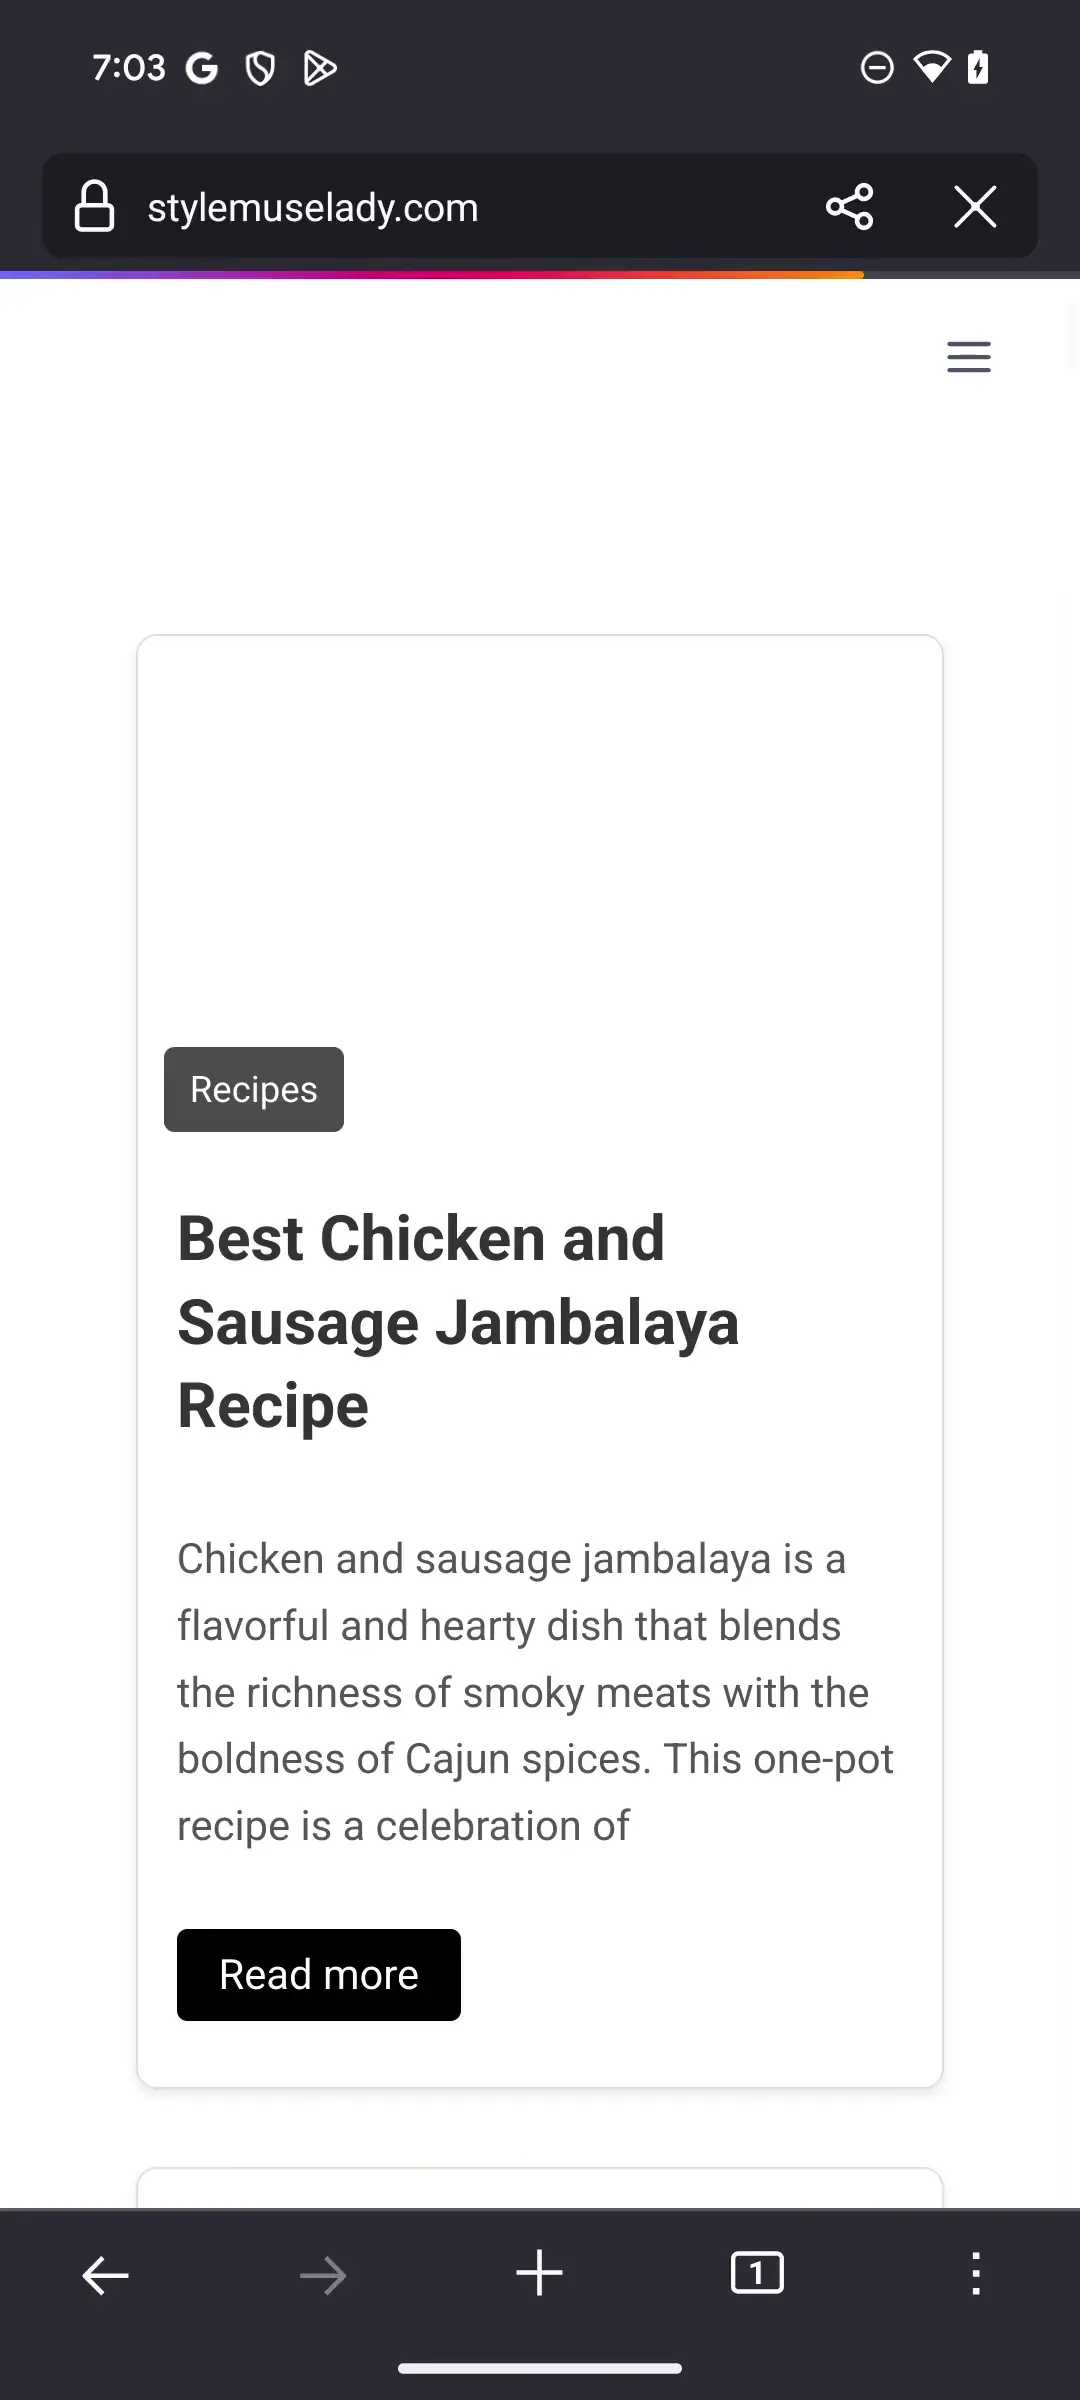 7:03
stylemuselady.com
Recipes
Best Chicken and
Sausage Jambalaya
Recipe
Chicken and sausage jambalaya is a
flavorful and hearty dish that blends
the richness of smoky meats with the
boldness of Cajun spices. This one-pot
recipe is a celebration of
Read more
1